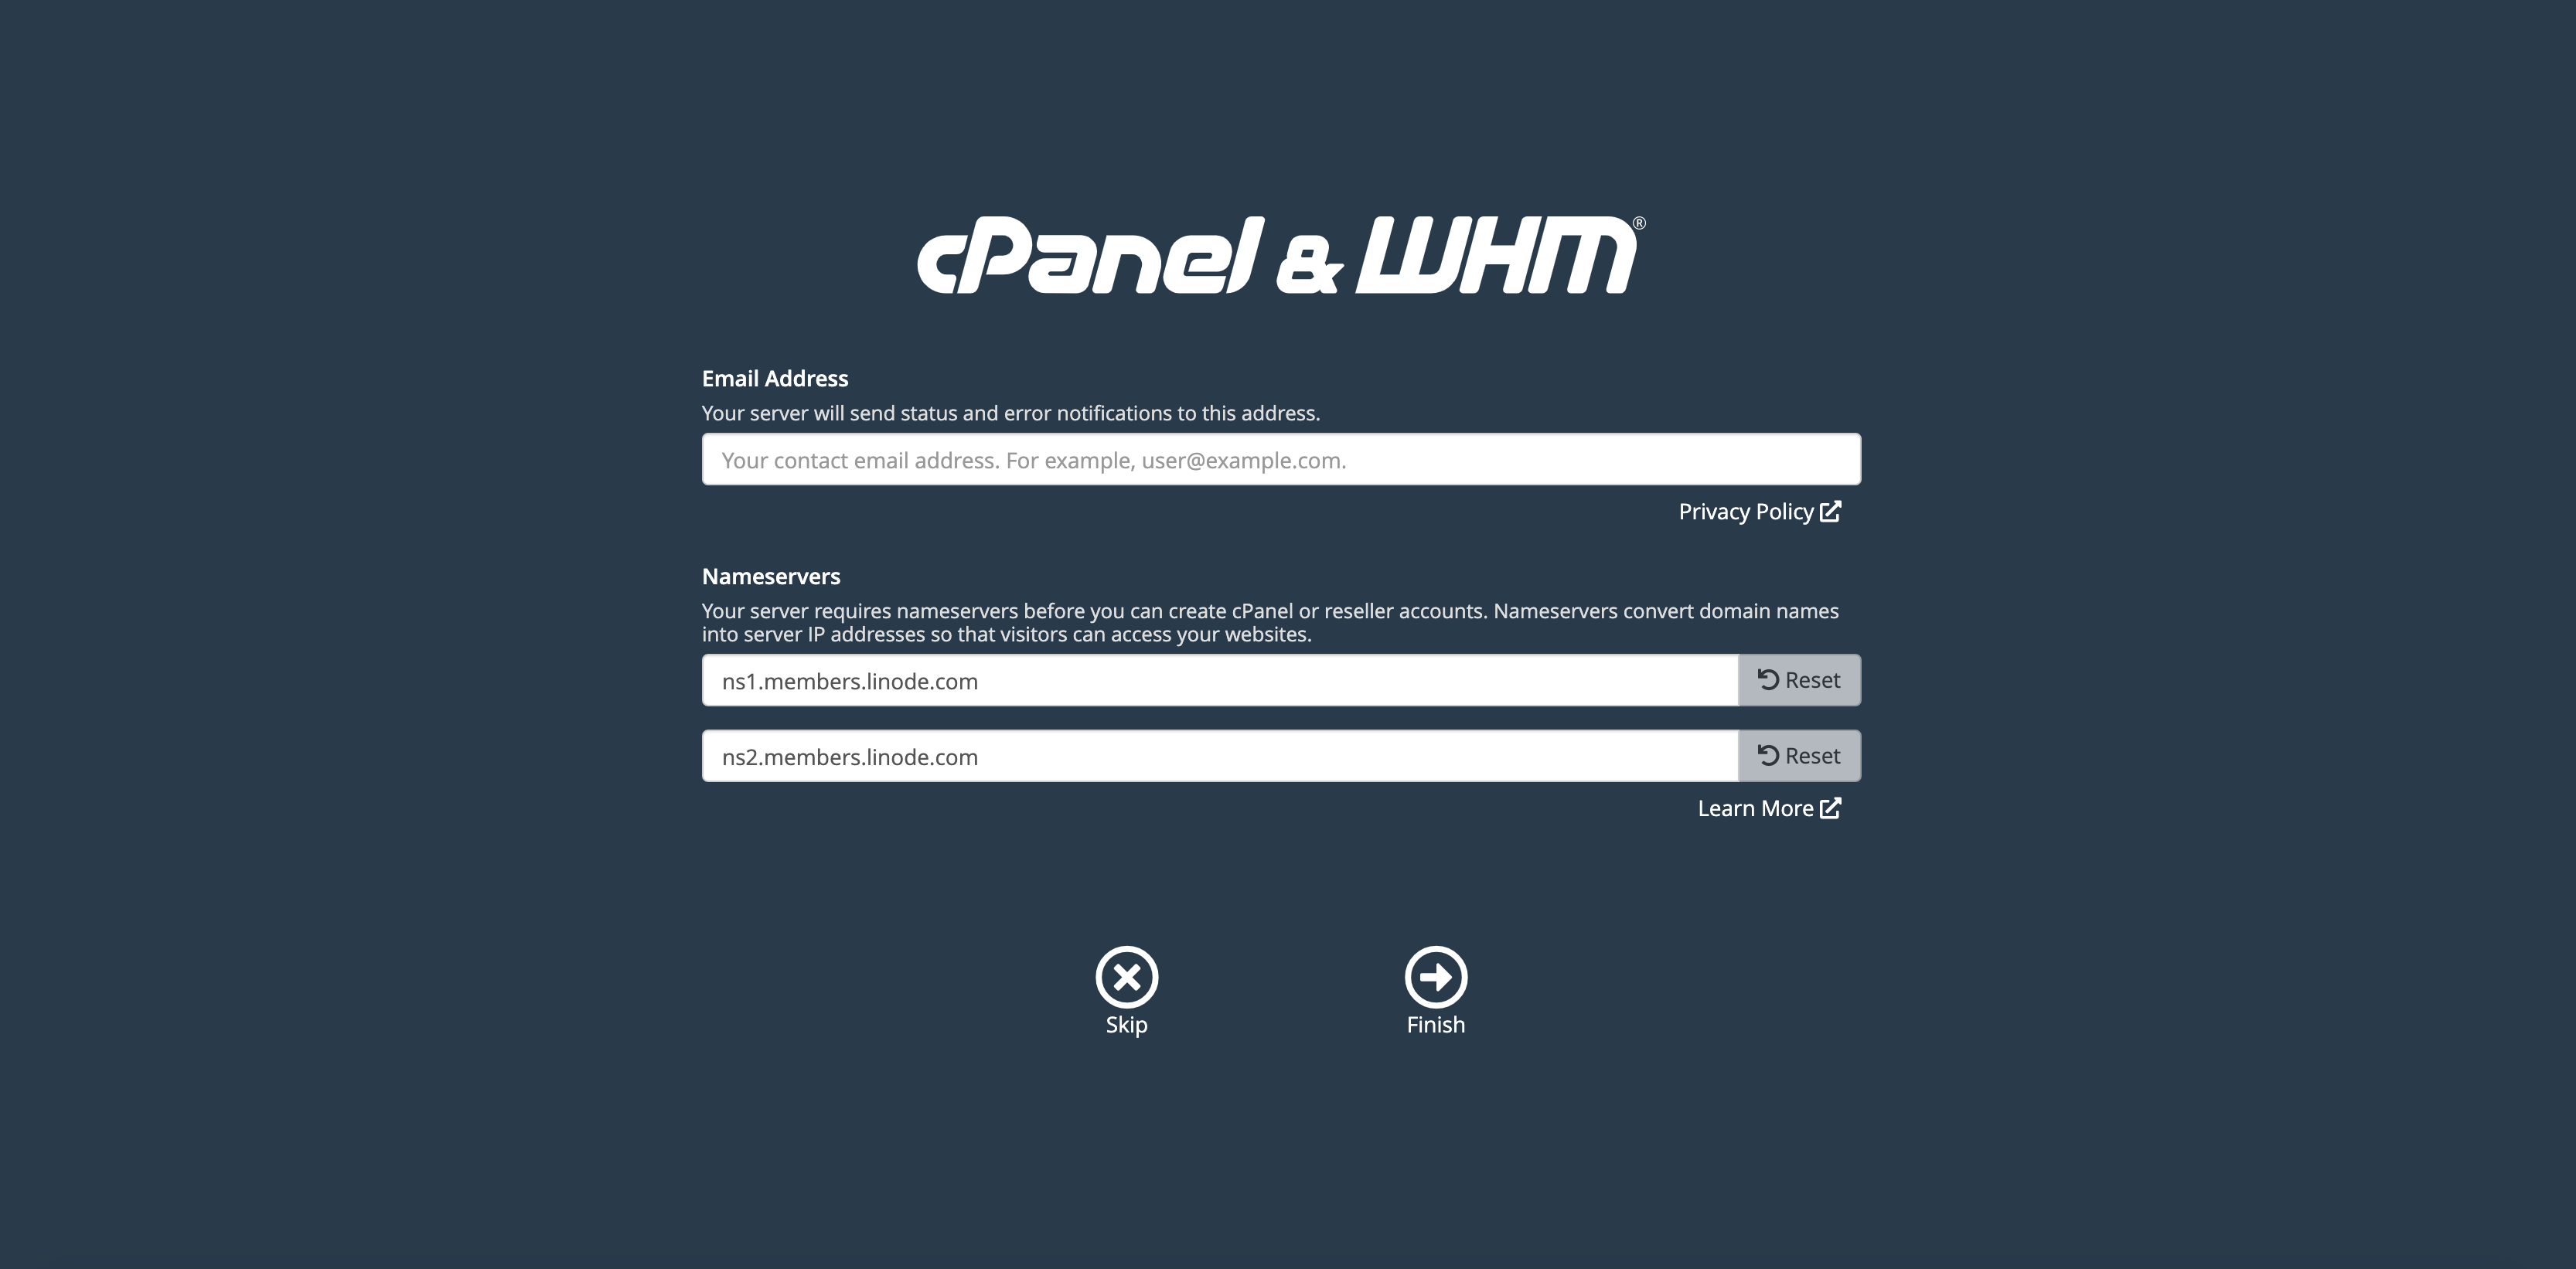 cPanel & WHM®
Email Address
Your server will send status and error notifications to this address.
Your contact email address. For example, user@example.com.
Privacy Policy
Nameservers
Your server requires nameservers before you can create cPanel or reseller accounts. Nameservers convert domain names
into server IP addresses so that visitors can access your websites.
ns1.members.linode.com
Reset
ns2.members.linode.com
Reset
Learn More
Skip
Finish